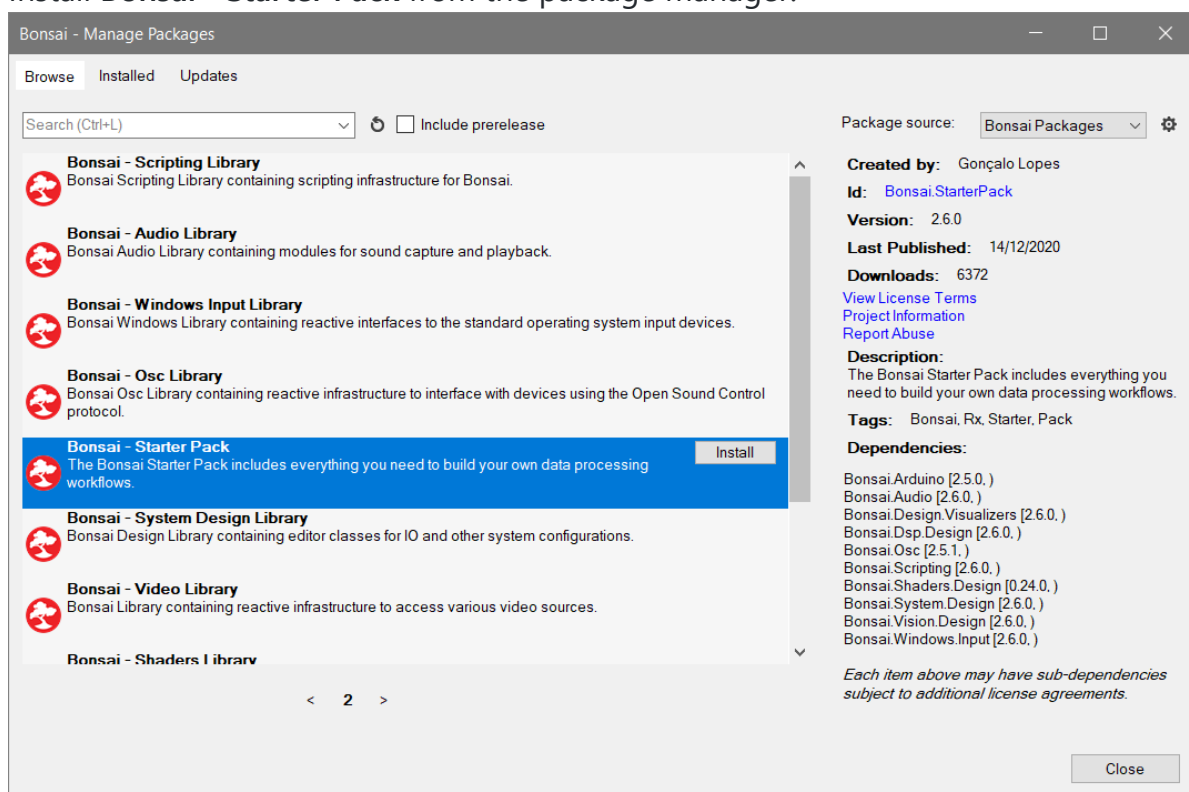 Install Bonsai - Starter Pack from the package manager.
Bonsai - Manage Packages
Browse Installed Updates
Search (Ctrl+L)
Include prerelease
Package source: Bonsai Packages
Bonsai - Scripting Library
Bonsai Scripting Library containing scripting infrastructure for Bonsai.
Bonsai - Audio Library
Bonsai Audio Library containing modules for sound capture and playback.
Bonsai - Windows Input Library
Bonsai Windows Library containing reactive interfaces to the standard operating system input devices.
Bonsai - Osc Library
Bonsai Osc Library containing reactive infrastructure to interface with devices using the Open Sound Control
protocol.
Bonsai - Starter Pack
Install
The Bonsai Starter Pack includes everything you need to build your own data processing
workflows.
Bonsai - System Design Library
Bonsai Design Library containing editor classes for IO and other system configurations.
Bonsai - Video Library
Bonsai Library containing reactive infrastructure to access various video sources.
Bonsai - Shaders Library
< 2 >
Created by: Gonçalo Lopes
Id: Bonsai.StarterPack
Version: 2.6.0
Last Published: 14/12/2020
Downloads: 6372
View License Terms
Project Information
Report Abuse
Description:
The Bonsai Starter Pack includes everything you
need to build your own data processing workflows.
Tags: Bonsai, Rx, Starter, Pack
Dependencies:
Bonsai.Arduino [2.5.0, )
Bonsai.Audio [2.6.0, )
Bonsai.Design.Visualizers [2.6.0, )
Bonsai.Dsp.Design [2.6.0, )
Bonsai.Osc [2.5.1, )
Bonsai.Scripting [2.6.0, )
Bonsai.Shaders.Design [0.24.0, )
Bonsai.System.Design [2.6.0, )
Bonsai.Vision.Design [2.6.0, )
Bonsai.Windows.Input [2.6.0, )
Each item above may have sub-dependencies
subject to additional license agreements.
Close